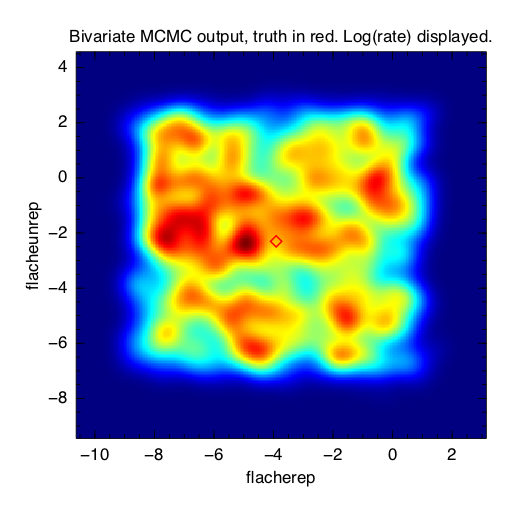 Bivariate MCMC output, truth in red. Log(rate) displayed.
4
2
0
−2
−4
−6
−8
flacheunrep
−10 −8 −6 −4 −2 0 2
flacherep